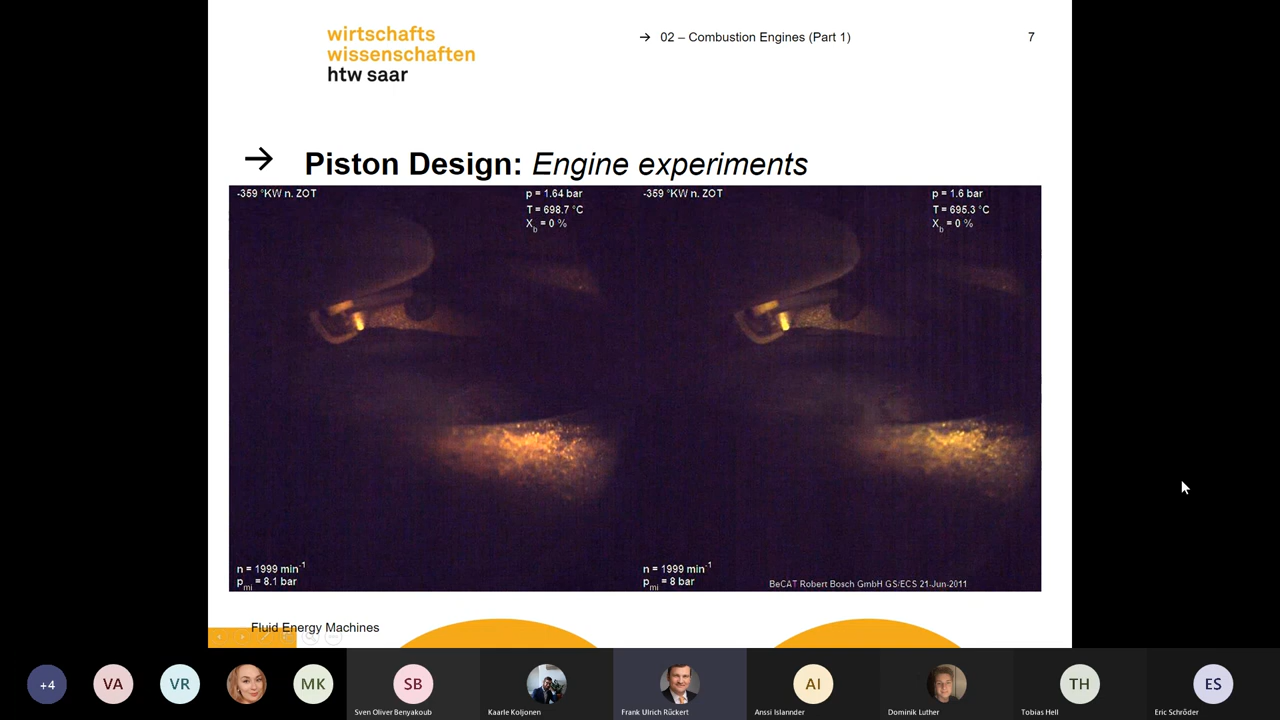 wirtschafts
wissenschaften
htw saar
→ 02 – Combustion Engines (Part 1)
7
→ Piston Design: Engine experiments
-359 °KW n. ZOT
p = 1.64 bar
T = 698.7 °C
Xb = 0 %
-359 °KW n. ZOT
p = 1.6 bar
T = 695.3 °C
Xb = 0 %
n = 1999 min-1
pmi = 8.1 bar
n = 1999 min-1
pmi = 8 bar
BeCAT Robert Bosch GmbH GS/ECS 21-Jun-2011
Fluid Energy Machines
+4
VA
VR
MK
SB
Sven Oliver Benyakoub
Kaarle Koljonen
Frank Ulrich Rückert
AI
Anssi Islannder
Dominik Luther
TH
Tobias Hell
ES
Eric Schröder